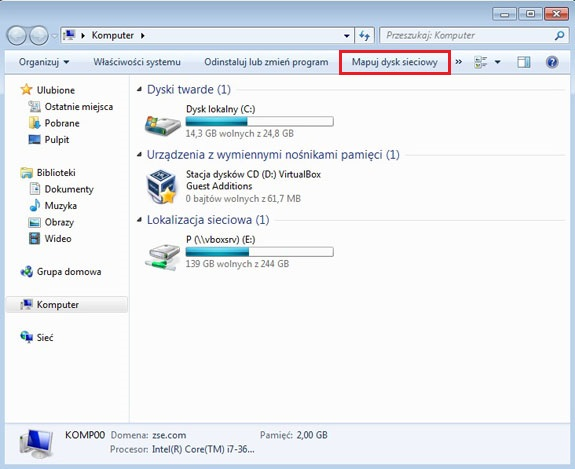 Komputer
Przeszukaj: Komputer
Organizuj
Właściwości systemu
Odinstaluj lub zmień program
Mapuj dysk sieciowy
»
Ulubione
Ostatnie miejsca
Pobrane
Pulpit
Biblioteki
Dokumenty
Muzyka
Obrazy
Wideo
Grupa domowa
Komputer
Sieć
Dyski twarde (1)
Dysk lokalny (C:)
14,3 GB wolnych z 24,8 GB
Urządzenia z wymiennymi nośnikami pamięci (1)
Stacja dysków CD (D:) VirtualBox
Guest Additions
0 bajtów wolnych z 61,7 MB
Lokalizacja sieciowa (1)
P (\\vboxsrv) (E:)
139 GB wolnych z 244 GB
KOMP00 Domena: zse.com Pamięć: 2,00 GB
Procesor: Intel(R) Core(TM) i7-36...